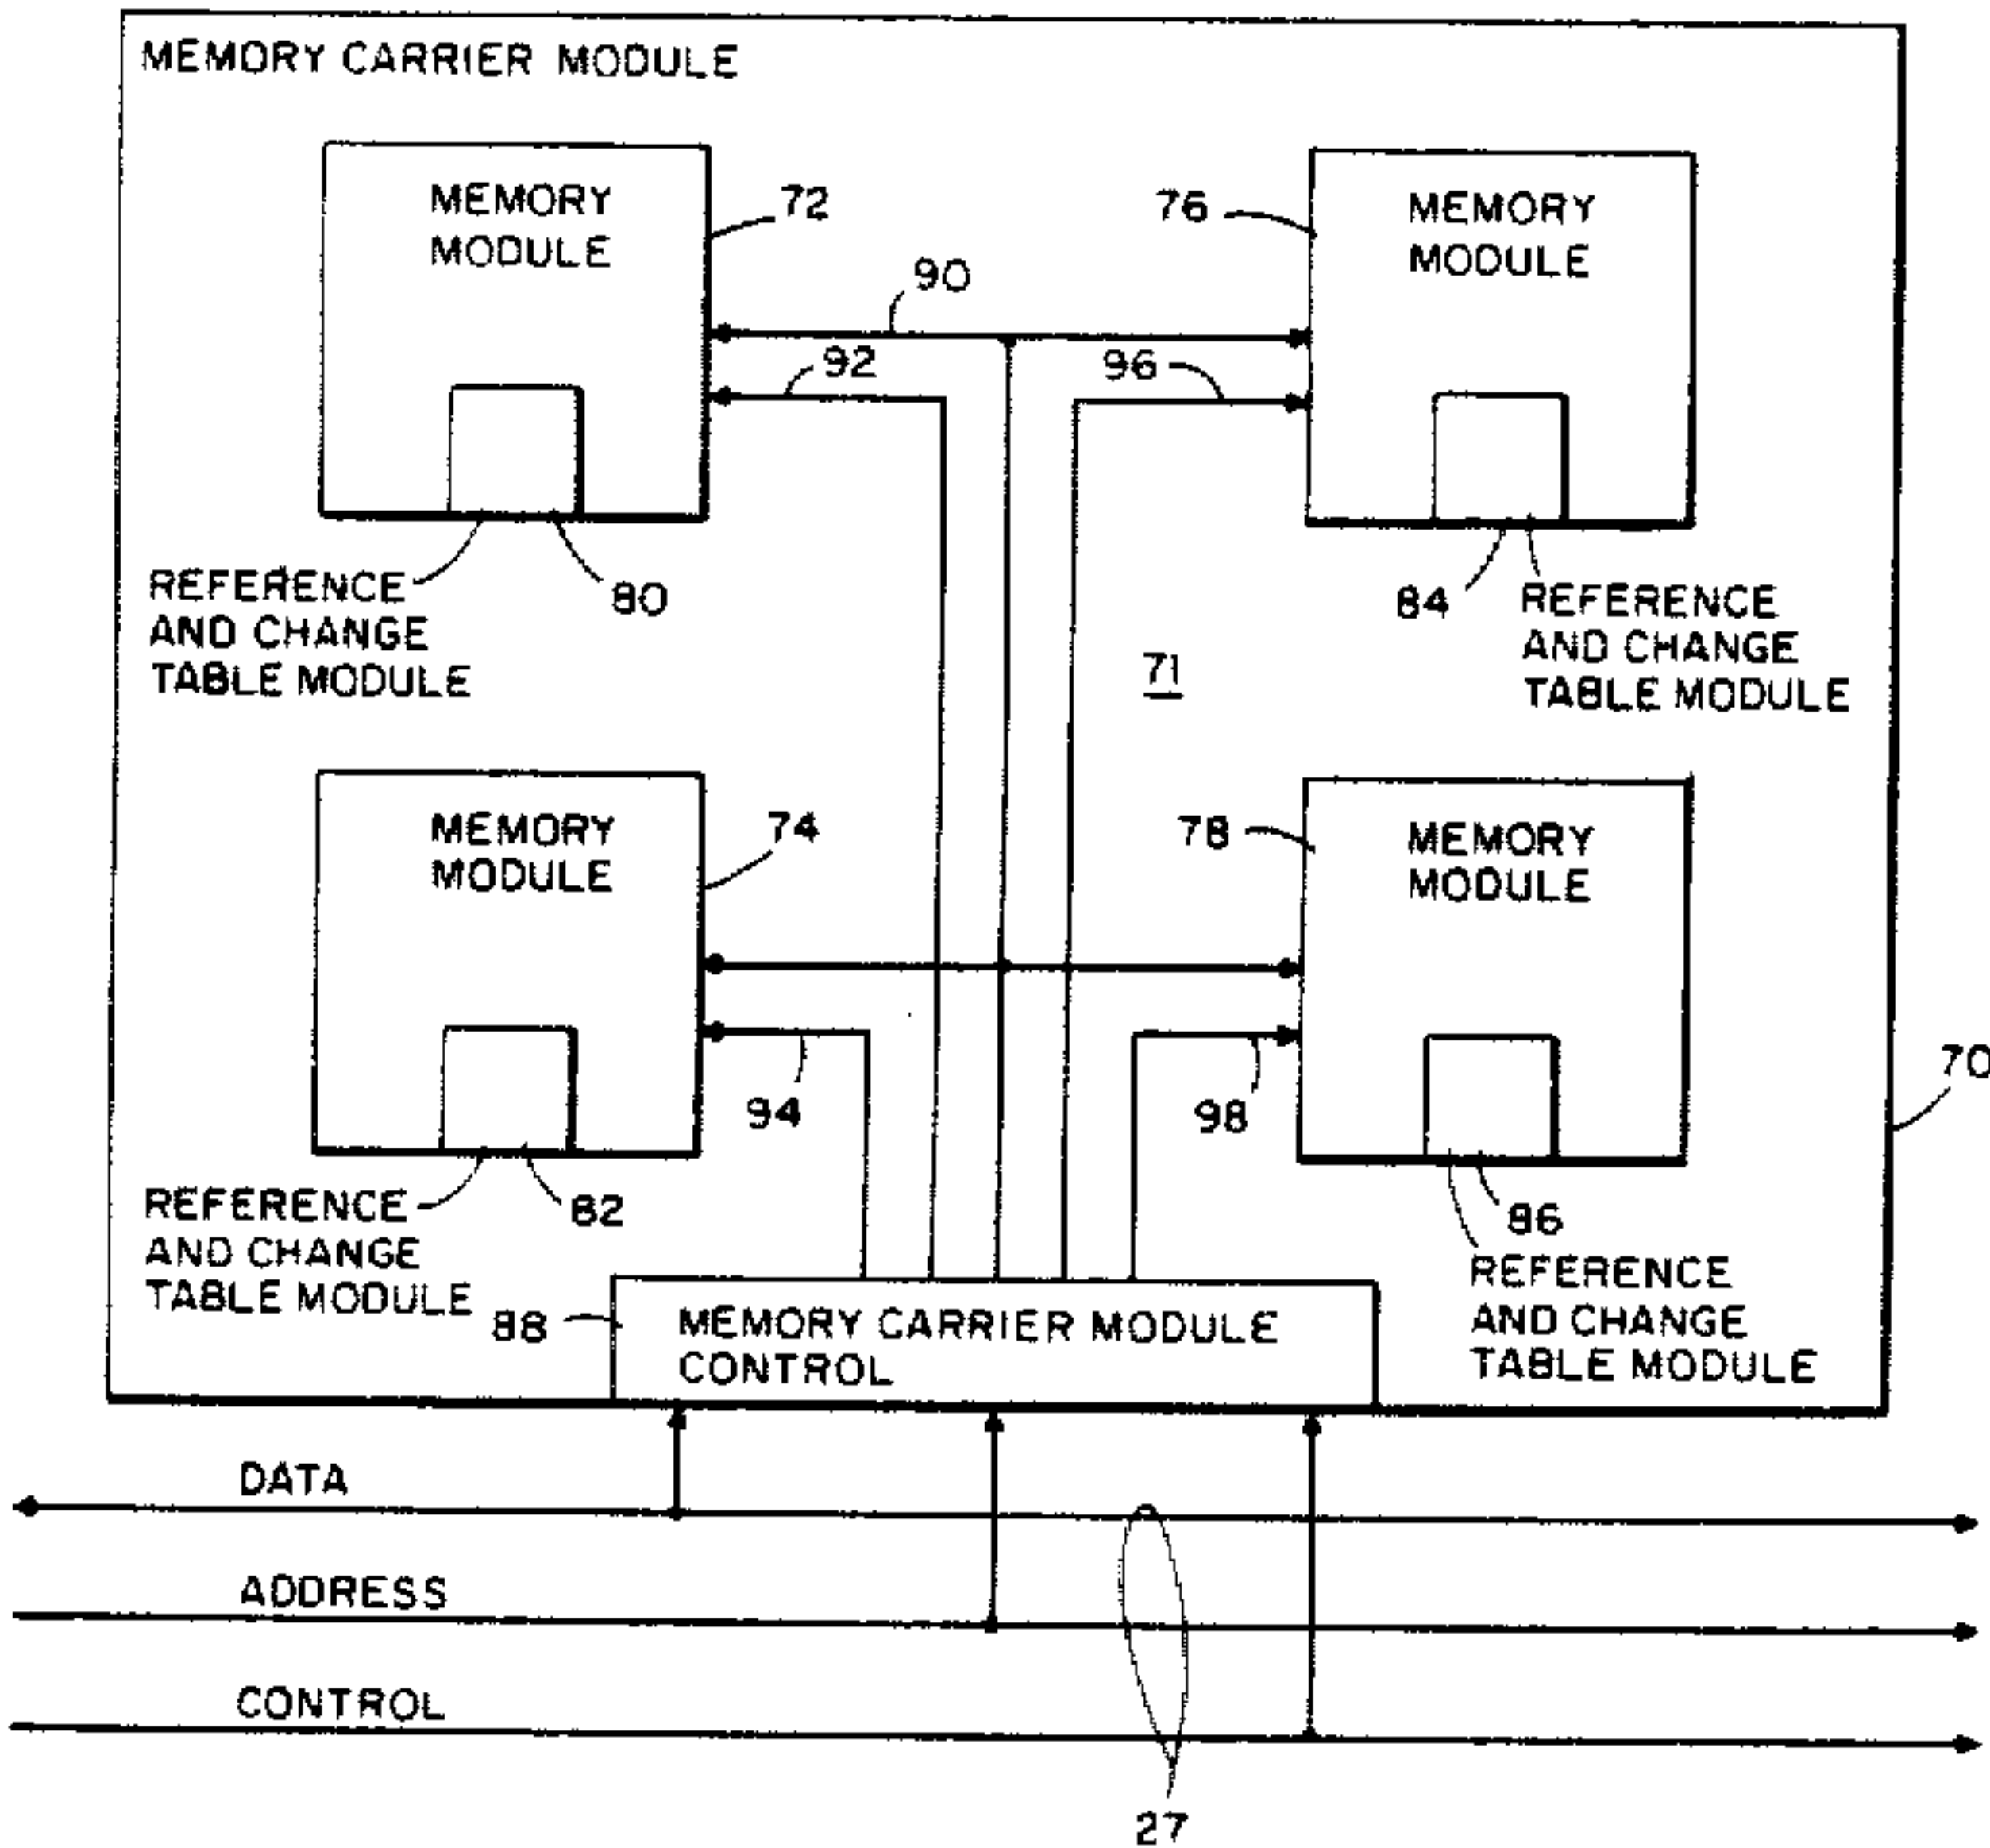 MEMORY CARRIER MODULE
MEMORY
MODULE
72
76
MEMORY
MODULE
90
92
96
REFERENCE
AND CHANGE
TABLE MODULE
80
84
REFERENCE
AND CHANGE
TABLE MODULE
71
MEMORY
MODULE
74
78
MEMORY
MODULE
94
98
70
REFERENCE
AND CHANGE
TABLE MODULE
82
86
REFERENCE
AND CHANGE
TABLE MODULE
88
MEMORY CARRIER MODULE
CONTROL
DATA
ADDRESS
CONTROL
27